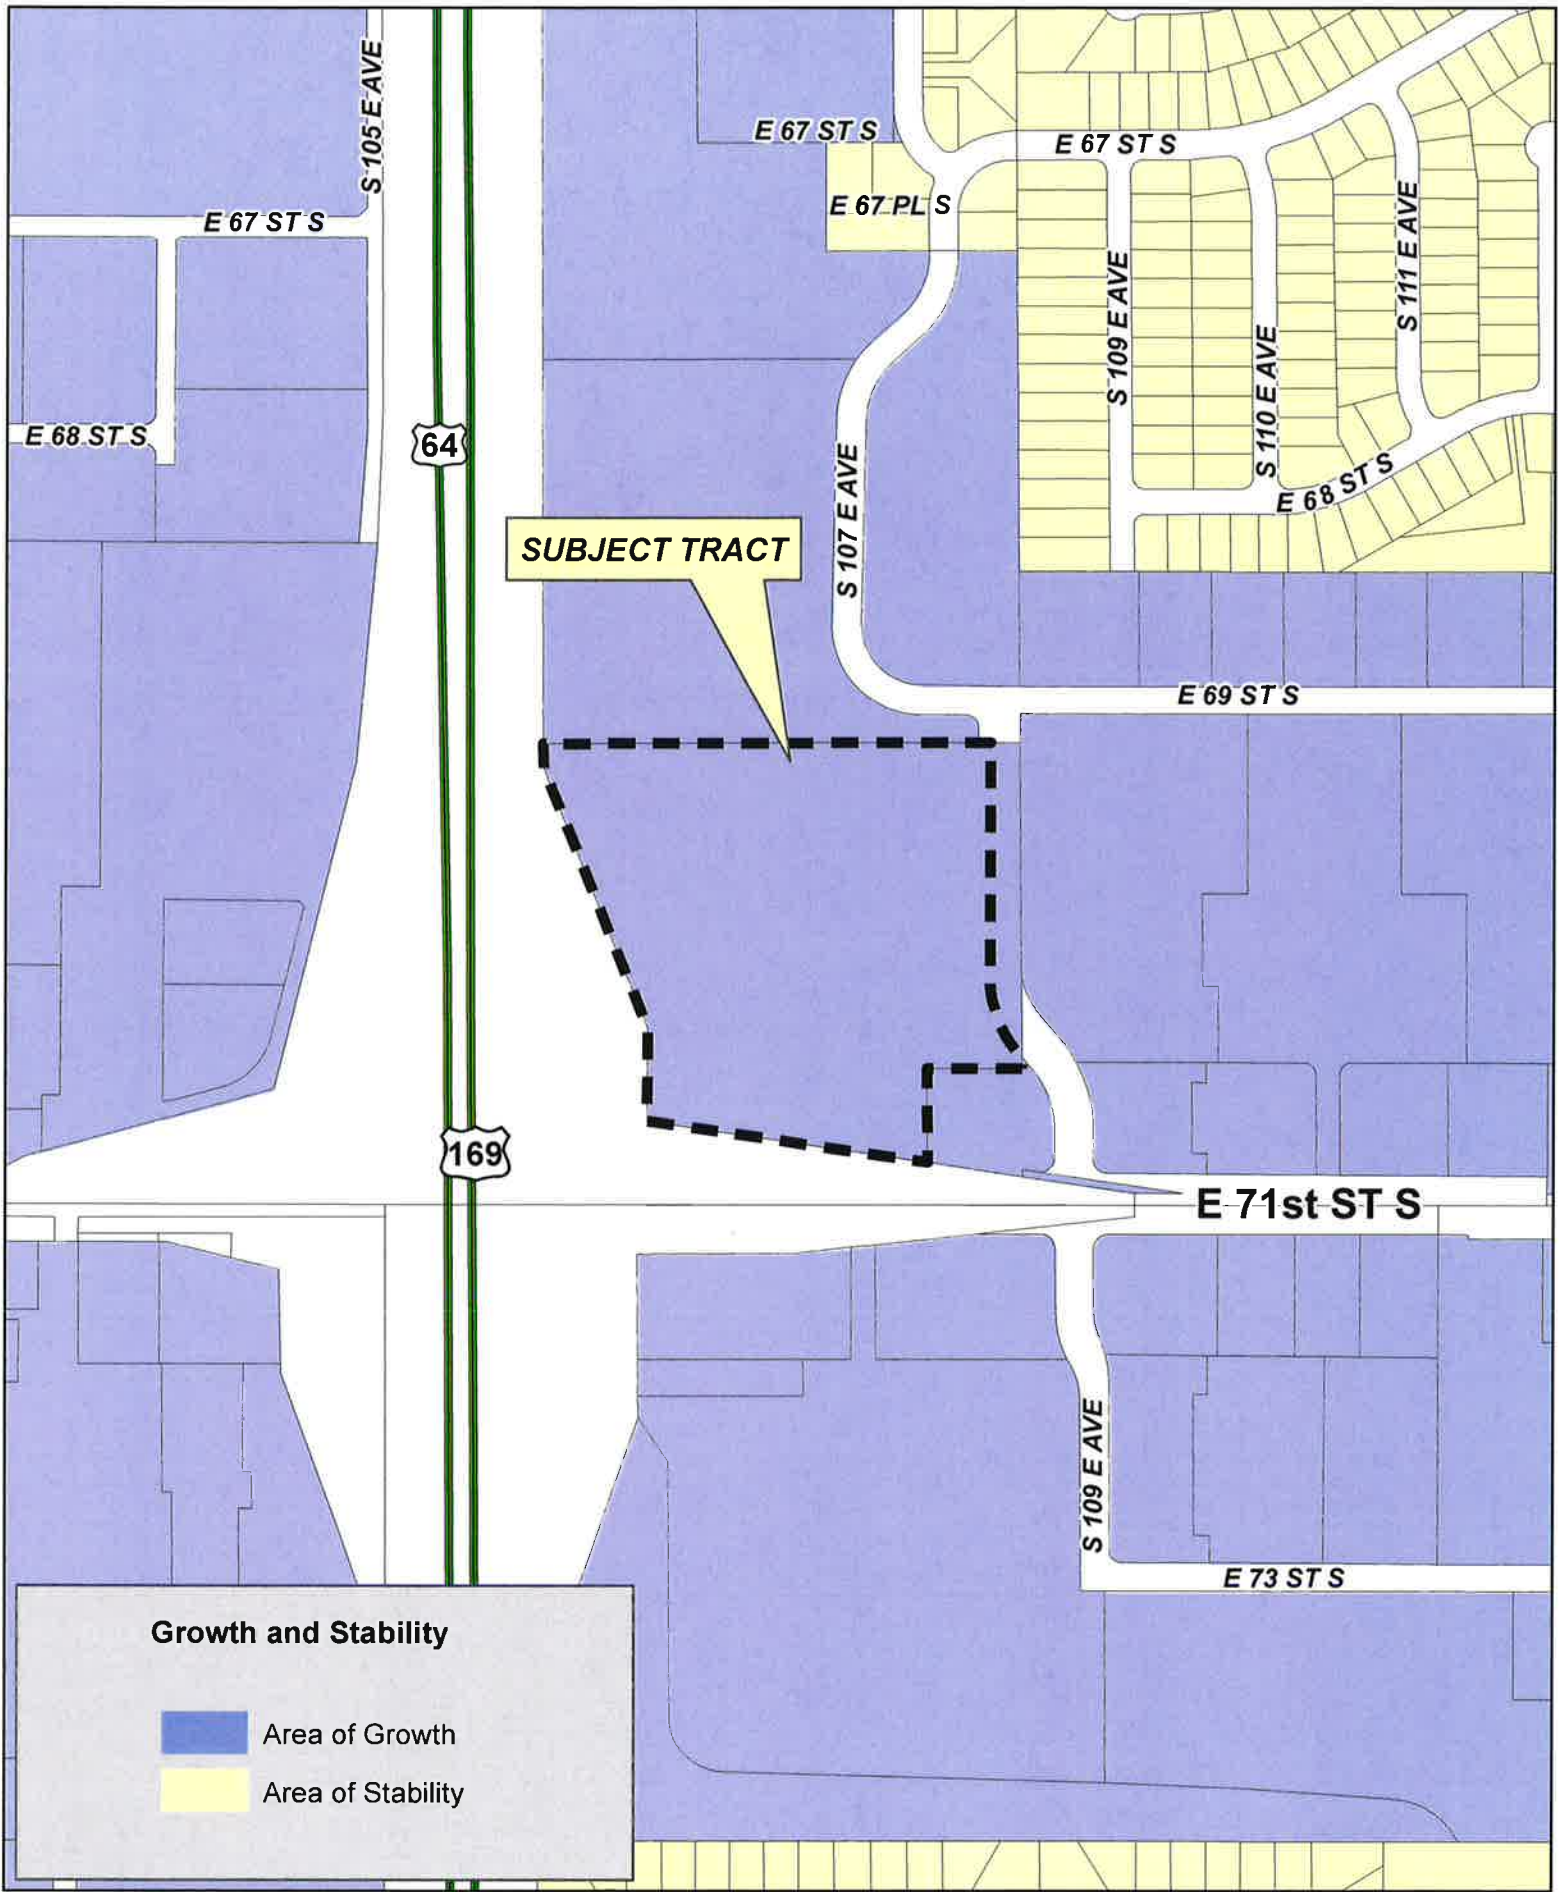 S 105 E AVE
E 67 ST S
E 67 ST S
E 67 PL S
E 67 ST S
S 111 E AVE
S 109 E AVE
S 110 E AVE
E 68 ST S
64
E 68 ST S
S 107 E AVE
SUBJECT TRACT
E 69 ST S
169
E 71st ST S
S 109 E AVE
E 73 ST S
Growth and Stability
Area of Growth
Area of Stability